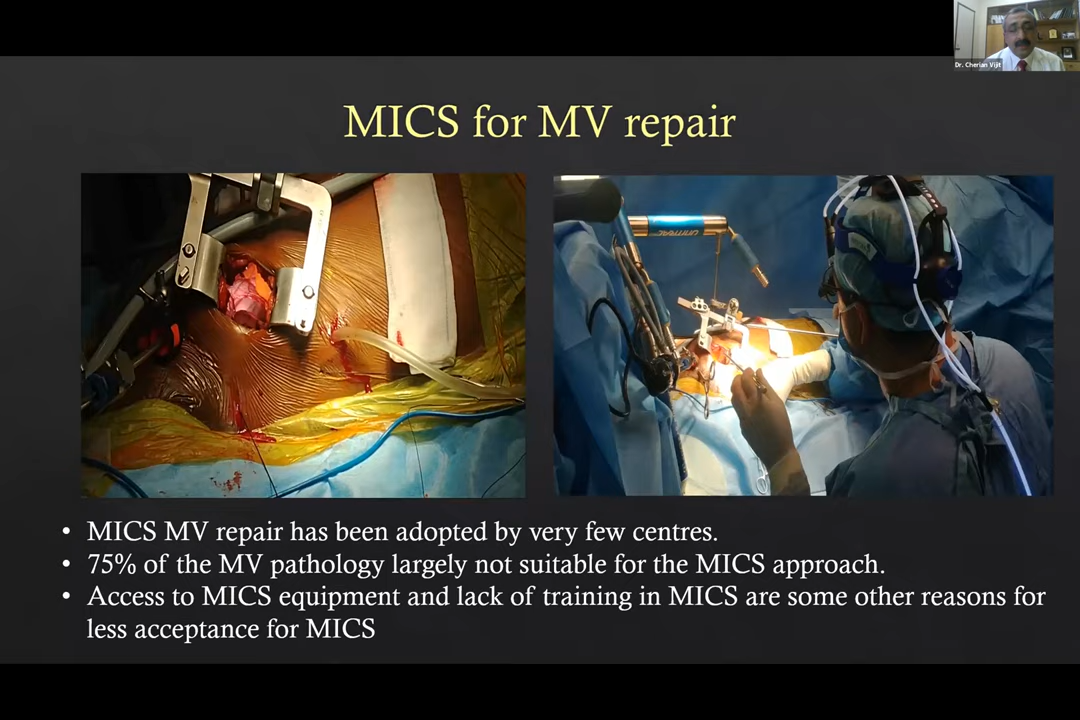 Dr. Cherian Vijit
MICS for MV repair
UNITRAC
• MICS MV repair has been adopted by very few centres.
• 75% of the MV pathology largely not suitable for the MICS approach.
• Access to MICS equipment and lack of training in MICS are some other reasons for
less acceptance for MICS